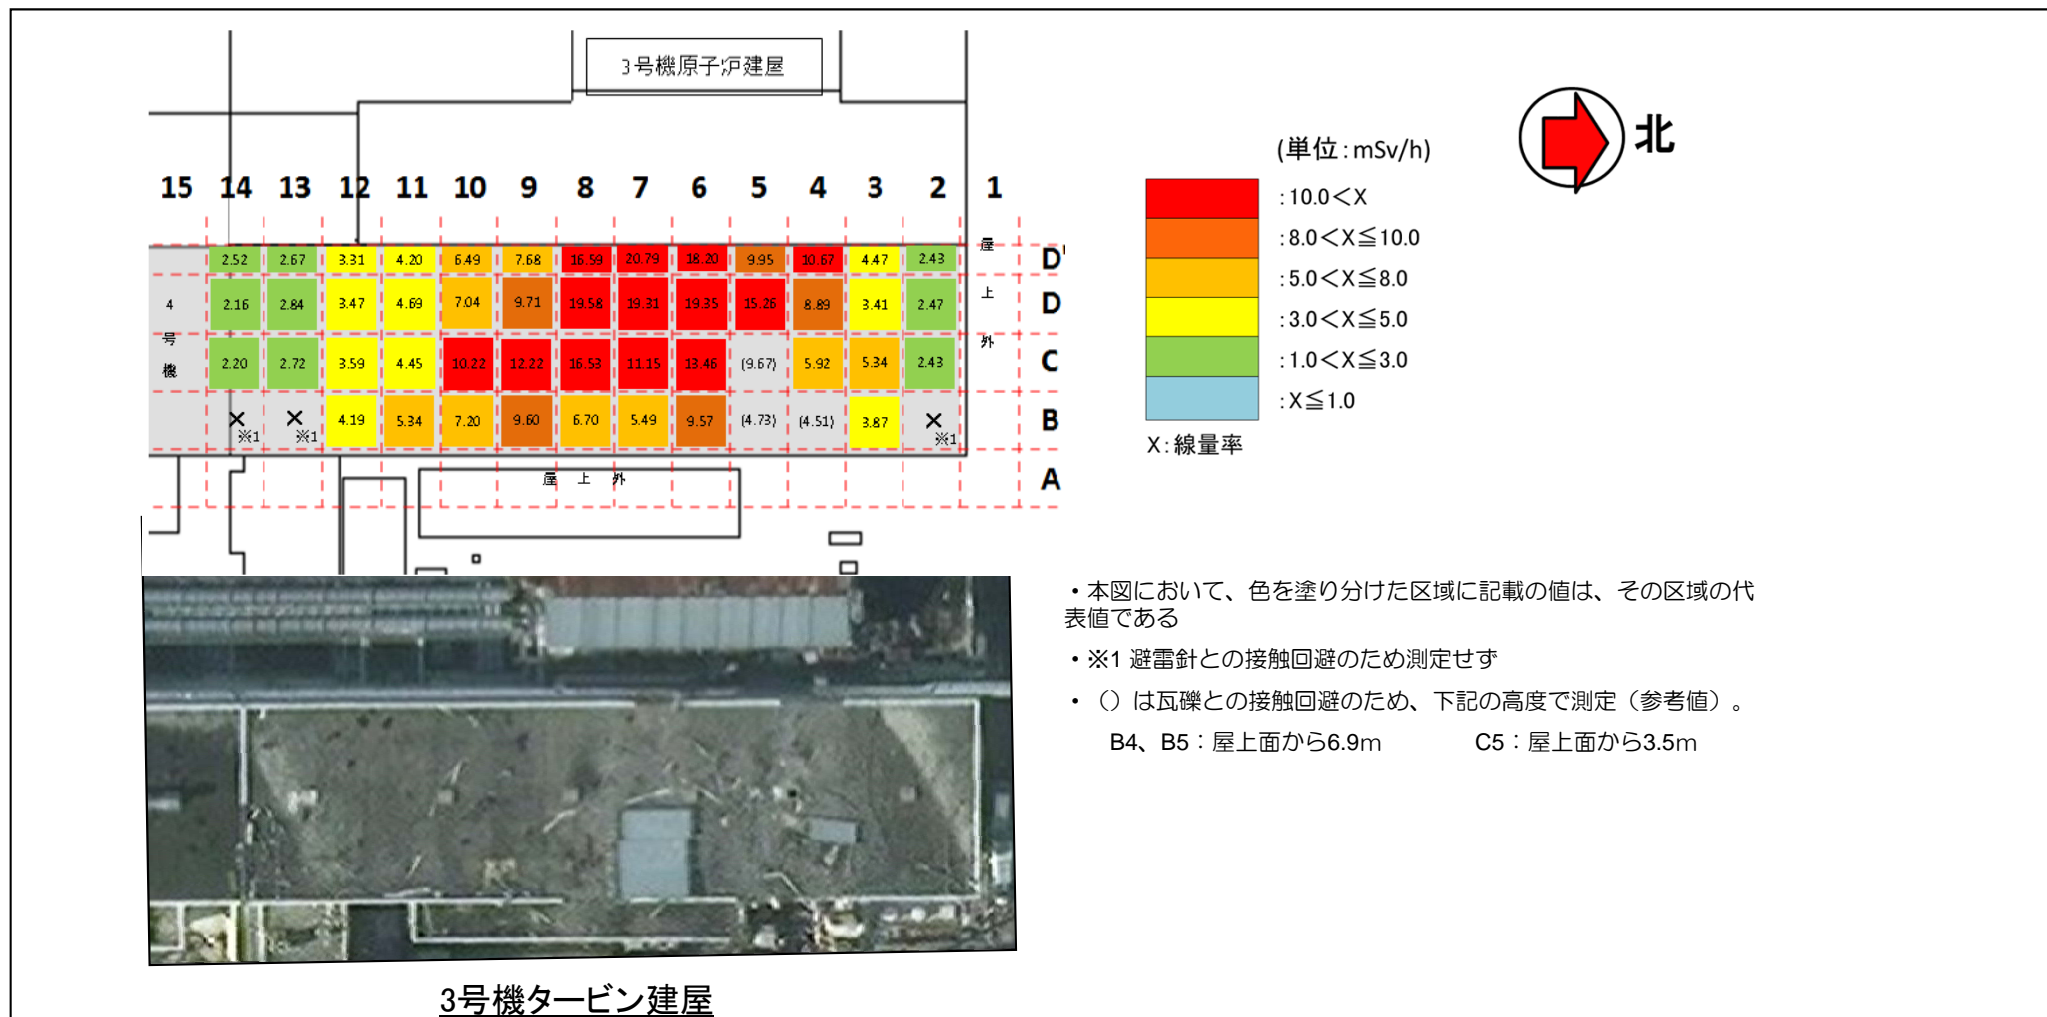 3号機原子炉建屋
北
(単位:mSv/h)
15 14 13 12 11 10 9 8 7 6 5 4 3 2 1
:10.0＜X
:8.0＜X≦10.0
:5.0＜X≦8.0
:3.0＜X≦5.0
:1.0＜X≦3.0
:X≦1.0
X:線量率
2.52 2.67 3.31 4.20 6.49 7.68 16.59 20.79 18.20 9.95 10.67 4.47 2.43 D'
2.16 2.84 3.47 4.69 7.04 9.71 19.58 19.31 19.35 15.26 8.89 3.41 2.47 D
2.20 2.72 3.59 4.45 10.22 12.22 16.53 11.15 13.46 (9.67) 5.92 5.34 2.43 C
×※1 ×※1 4.19 5.34 7.20 9.60 6.70 5.49 9.57 (4.73) (4.51) 3.87 ×※1 B
A
4号機
屋上外
屋上外
・本図において、色を塗り分けた区域に記載の値は、その区域の代
表値である
・※1 避雷針との接触回避のため測定せず
・（）は瓦礫との接触回避のため、下記の高度で測定（参考値）。
B4、B5：屋上面から6.9m C5：屋上面から3.5m
3号機タービン建屋